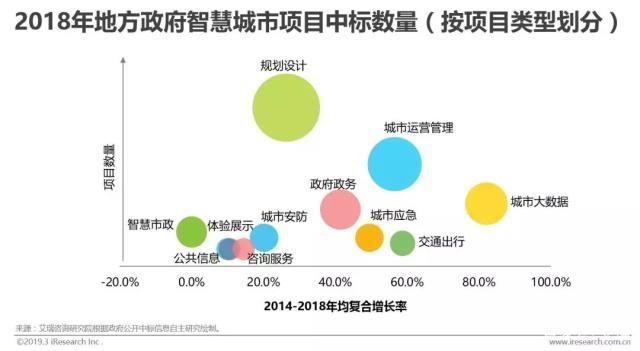 2018年地方政府智慧城市项目中标数量（按项目类型划分）
规划设计
城市运营管理
项目数量
政府政务
城市大数据
智慧市政
体验展示
城市安防
城市应急
交通出行
公共信息
咨询服务
-20.0%
0.0%
20.0%
40.0%
60.0%
80.0%
100.0%
2014-2018年均复合增长率
来源：艾瑞咨询研究院根据政府公开中标信息自主研究绘制。
©2019.3 iResearch Inc.
www.iresearch.com.cn